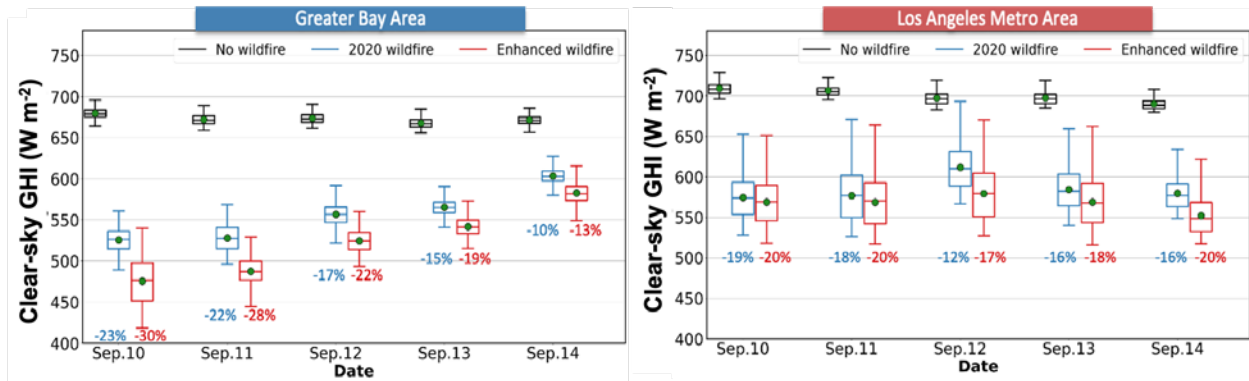 Greater Bay Area
No wildfire 2020 wildfire Enhanced wildfire
Clear-sky GHI (W m⁻²)
750
700
650
600
550
500
450
400
-23% -30%
-22% -28%
-17% -22%
-15% -19%
-10% -13%
Sep.10 Sep.11 Sep.12 Sep.13 Sep.14
Date
Los Angeles Metro Area
No wildfire 2020 wildfire Enhanced wildfire
Clear-sky GHI (W m⁻²)
750
700
650
600
550
500
450
400
-19% -20% -18% -20% -12% -17% -16% -18% -16% -20%
Sep.10 Sep.11 Sep.12 Sep.13 Sep.14
Date